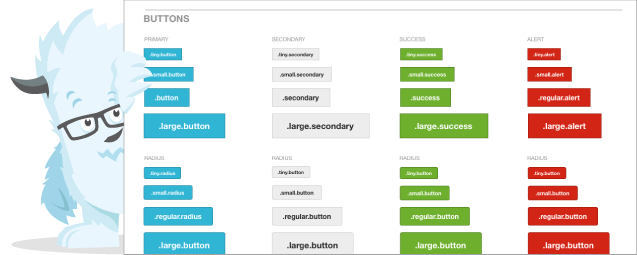 BUTTONS
PRIMARY SECONDARY SUCCESS ALERT
.tiny.button .tiny.secondary .tiny.success .tiny.alert
.small.button .small.secondary .small.success .small.alert
.button .secondary .success .regular.alert
.large.button .large.secondary .large.success .large.alert
RADIUS RADIUS RADIUS RADIUS
.tiny.radius .tiny.button .tiny.button .tiny.button
.small.radius .small.button .small.button .small.button
.regular.radius .regular.button .regular.button .regular.button
.large.button .large.button .large.button .large.button